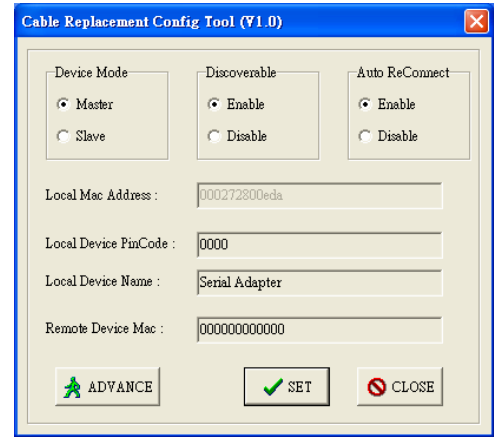 Cable Replacement Config Tool (V1.0)
Device Mode Discoverable Auto ReConnect
Master Enable Enable
Slave Disable Disable
Local Mac Address : 000272800eda
Local Device PinCode : 0000
Local Device Name : Serial Adapter
Remote Device Mac : 000000000000
ADVANCE SET CLOSE